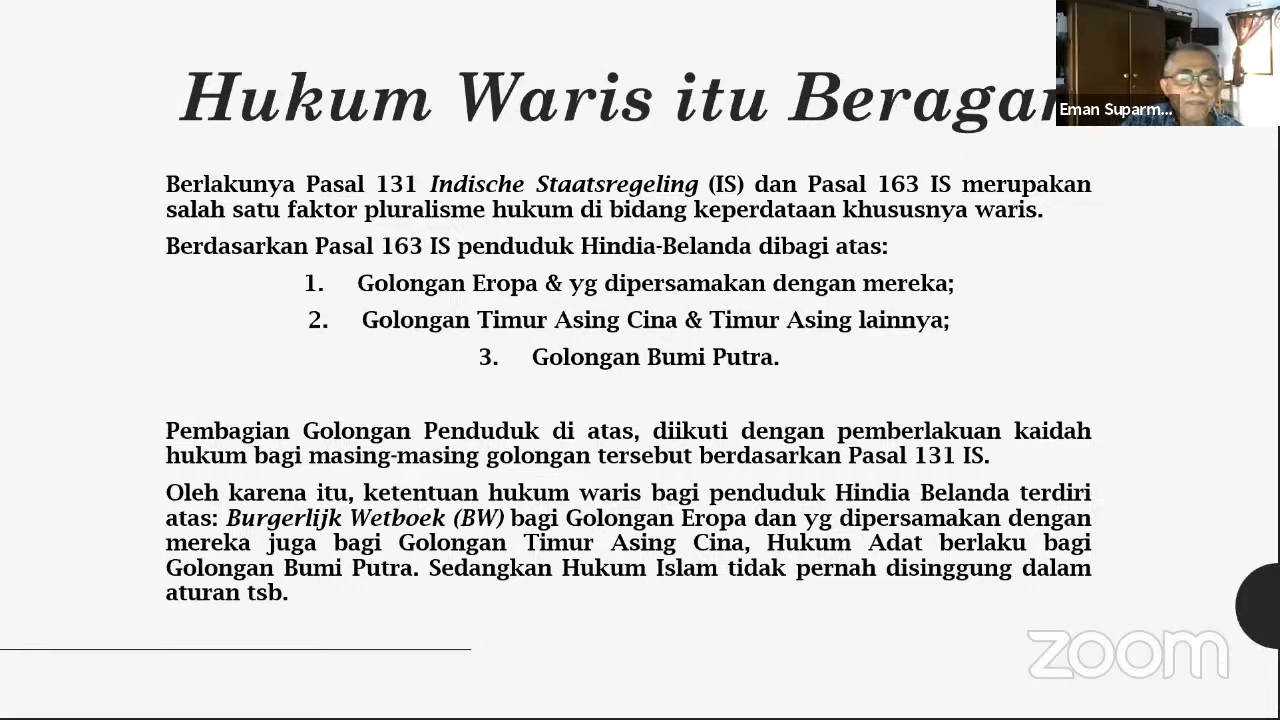 Hukum Waris itu Beragam
Eman Suparm...
Berlakunya Pasal 131 Indische Staatsregeling (IS) dan Pasal 163 IS merupakan
salah satu faktor pluralisme hukum di bidang keperdataan khususnya waris.
Berdasarkan Pasal 163 IS penduduk Hindia-Belanda dibagi atas:
1. Golongan Eropa & yg dipersamakan dengan mereka;
2. Golongan Timur Asing Cina & Timur Asing lainnya;
3. Golongan Bumi Putra.
Pembagian Golongan Penduduk di atas, diikuti dengan pemberlakuan kaidah
hukum bagi masing-masing golongan tersebut berdasarkan Pasal 131 IS.
Oleh karena itu, ketentuan hukum waris bagi penduduk Hindia Belanda terdiri
atas: Burgerlijk Wetboek (BW) bagi Golongan Eropa dan yg dipersamakan dengan
mereka juga bagi Golongan Timur Asing Cina, Hukum Adat berlaku bagi
Golongan Bumi Putra. Sedangkan Hukum Islam tidak pernah disinggung dalam
aturan tsb.
zoom